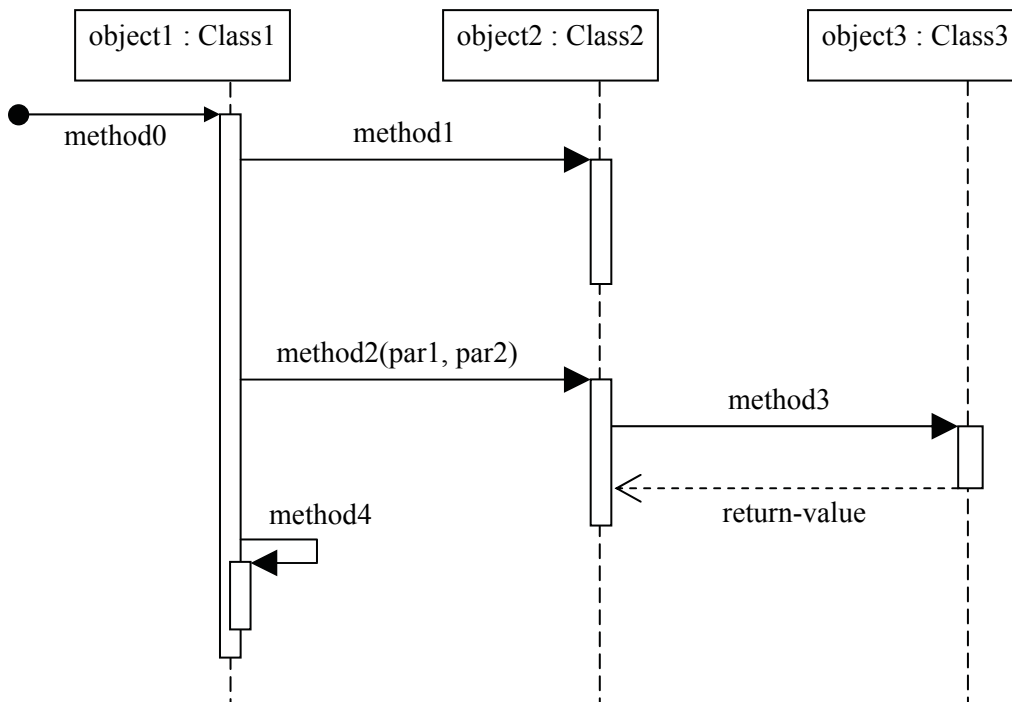 object1 : Class1
object2 : Class2
object3 : Class3
method0
method1
method2(par1, par2)
method3
return-value
method4